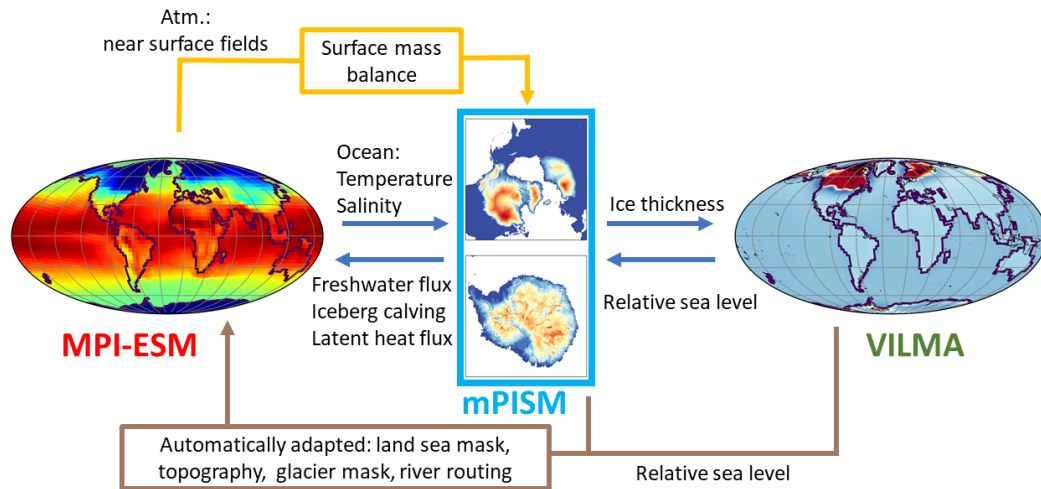 Atm.:
near surface fields
Surface mass
balance
Ocean:
Temperature
Salinity
Ice thickness
Freshwater flux
Iceberg calving
Latent heat flux
Relative sea level
MPI-ESM
mPISM
VILMA
Automatically adapted: land sea mask,
topography, glacier mask, river routing
Relative sea level